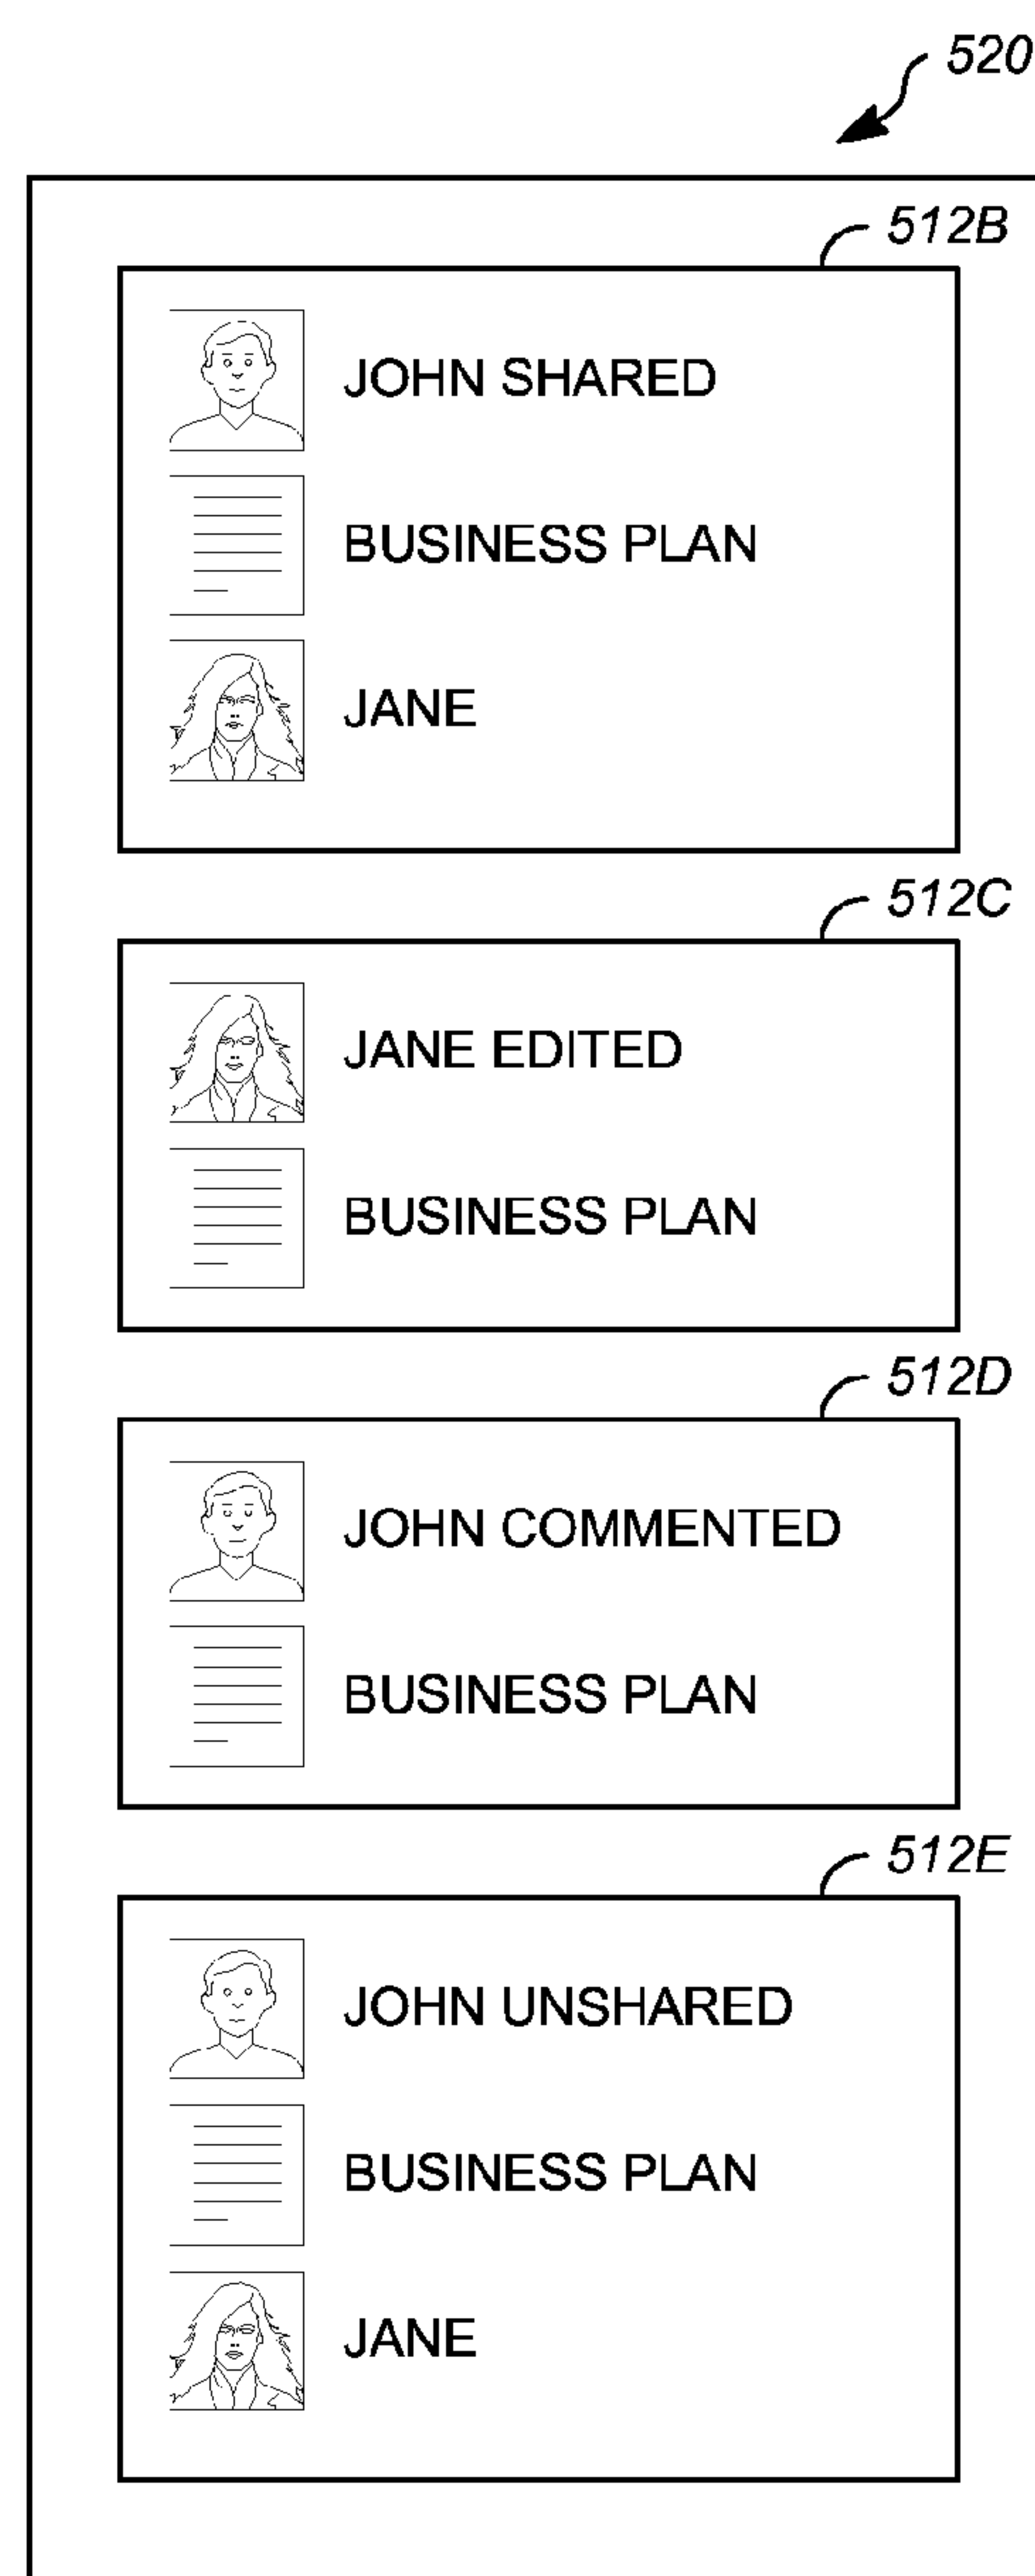 520
512B
JOHN SHARED
BUSINESS PLAN
JANE
512C
JANE EDITED
BUSINESS PLAN
512D
JOHN COMMENTED
BUSINESS PLAN
512E
JOHN UNSHARED
BUSINESS PLAN
JANE